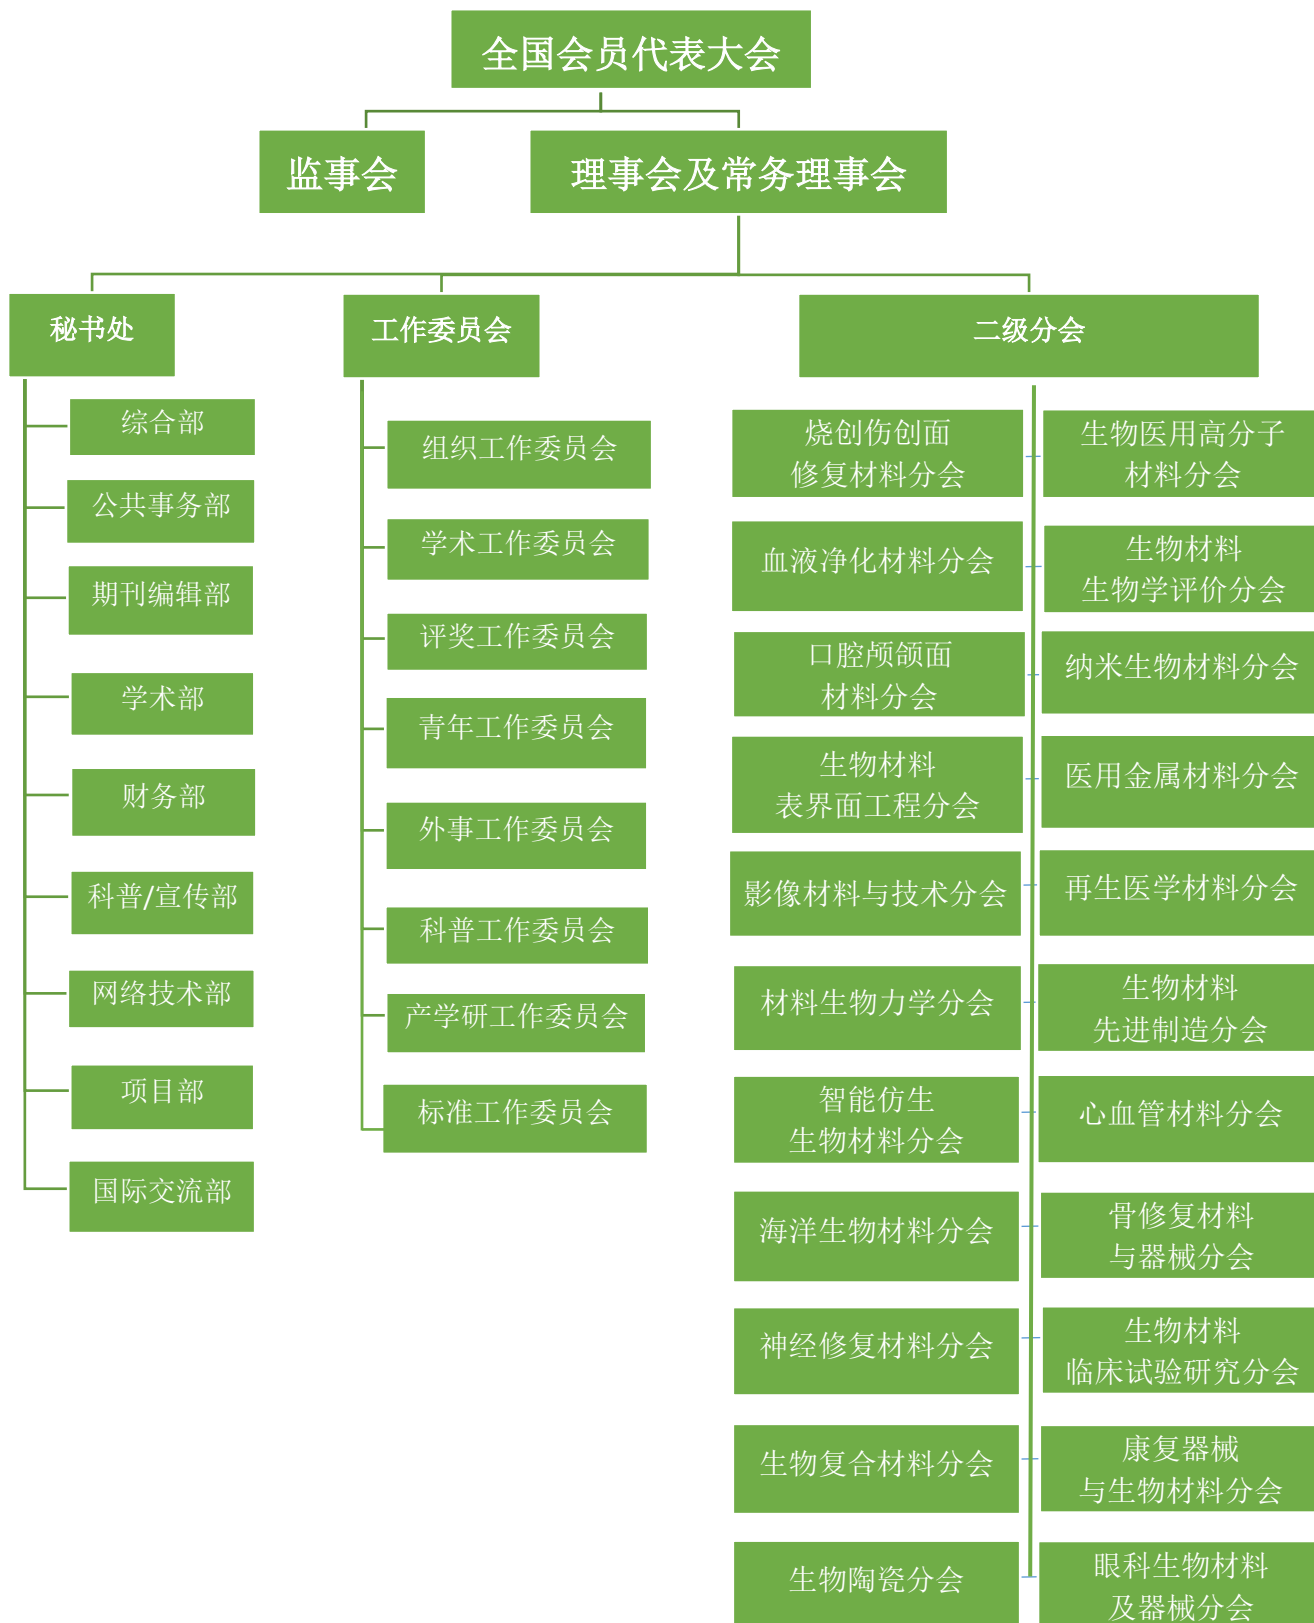 全国会员代表大会
监事会
理事会及常务理事会
秘书处
综合部
公共事务部
期刊编辑部
学术部
财务部
科普/宣传部
网络技术部
项目部
国际交流部
工作委员会
组织工作委员会
学术工作委员会
评奖工作委员会
青年工作委员会
外事工作委员会
科普工作委员会
产学研工作委员会
标准工作委员会
二级分会
烧创伤创面
修复材料分会
生物医用高分子
材料分会
血液净化材料分会
生物材料
生物学评价分会
口腔颅颌面
材料分会
纳米生物材料分会
生物材料
表界面工程分会
医用金属材料分会
影像材料与技术分会
再生医学材料分会
材料生物力学分会
生物材料
先进制造分会
智能仿生
生物材料分会
心血管材料分会
海洋生物材料分会
骨修复材料
与器械分会
神经修复材料分会
生物材料
临床试验研究分会
生物复合材料分会
康复器械
与生物材料分会
生物陶瓷分会
眼科生物材料
及器械分会